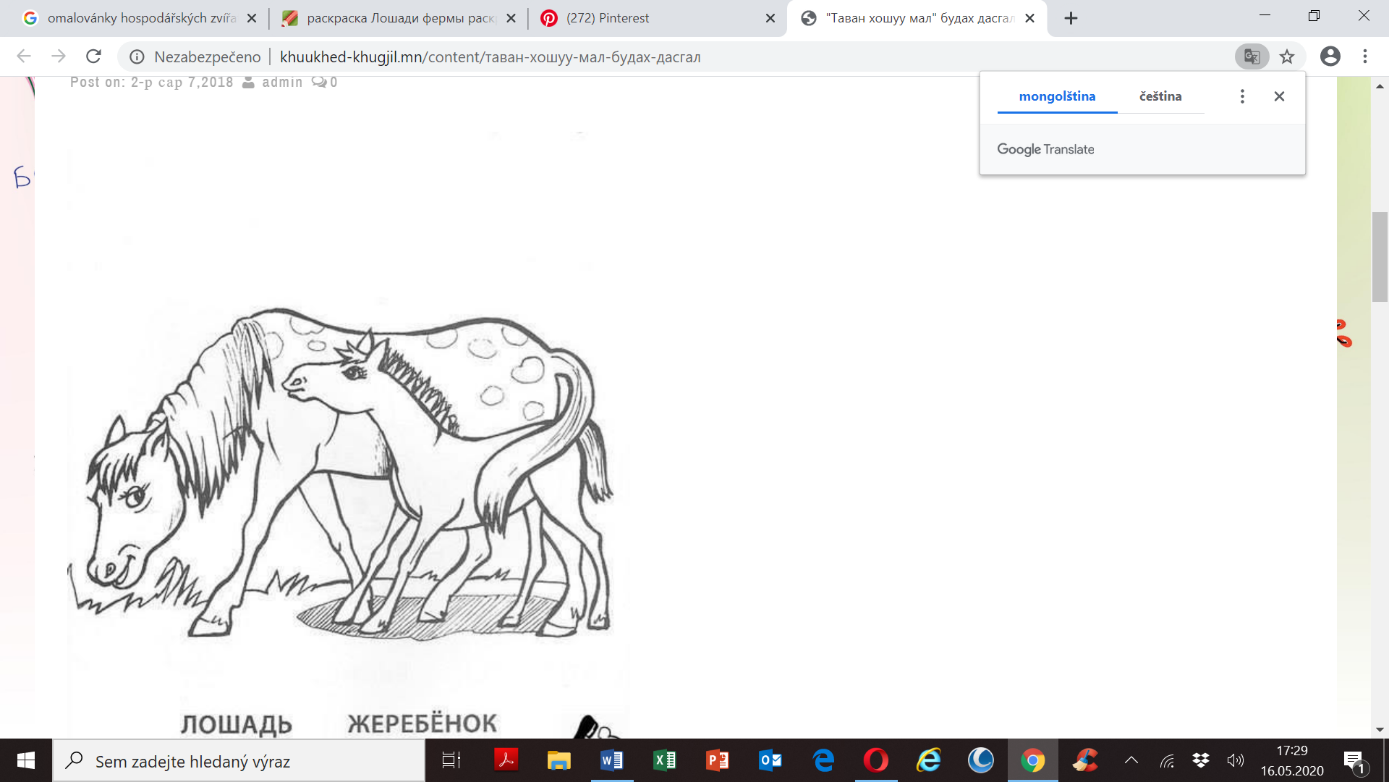 omalovánky hospodářských zvířa
раскраска Лошади фермы раск
(272) Pinterest
"Таван хошуу мал" будах дасгал
Nezabezpečeno | khuukhed-khugjil.mn/content/таван-хошуу-мал-будах-дасгал
mongolština čeština
Google Translate
Post on: 2-р сар 7,2018 admin 0
ЛОШАДЬ ЖЕРЕБЁНОК
Sem zadejte hledaný výraz
17:29
16.05.2020
1